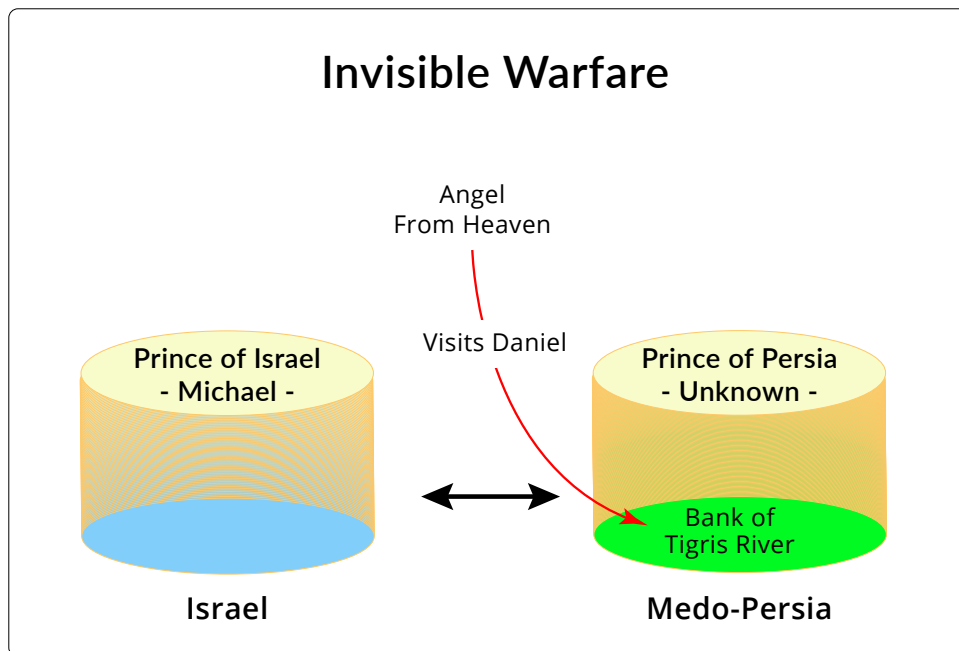 Invisible Warfare
Angel
From Heaven
Visits Daniel
Prince of Israel
- Michael -
Prince of Persia
- Unknown -
Bank of
Tigris River
Israel
Medo-Persia